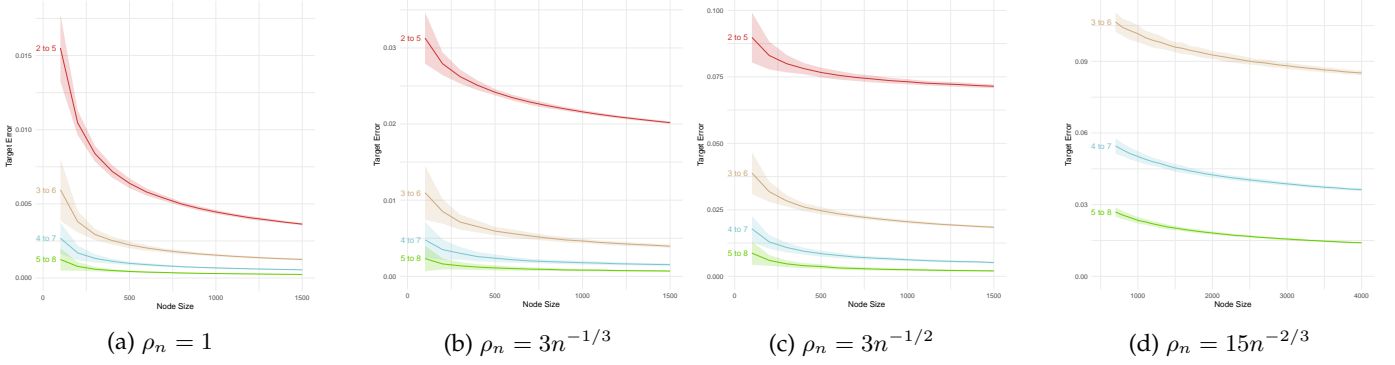 0.015
0.010
0.005
0.000
Target Error
2 to 5
3 to 6
4 to 7
5 to 8
0 500 1000 1500
Node Size
(a) ρₙ = 1
0.03
0.02
0.01
0.00
Target Error
2 to 5
3 to 6
4 to 7
5 to 8
0 500 1000 1500
Node Size
(b) ρₙ = 3n^{-1/3}
0.100
0.075
0.050
0.025
0.000
Target Error
2 to 5
3 to 6
4 to 7
5 to 8
0 500 1000 1500
Node Size
(c) ρₙ = 3n^{-1/2}
0.09
0.06
0.03
0.00
Target Error
3 to 6
4 to 7
5 to 8
1000 2000 3000 4000
Node Size
(d) ρₙ = 15n^{-2/3}